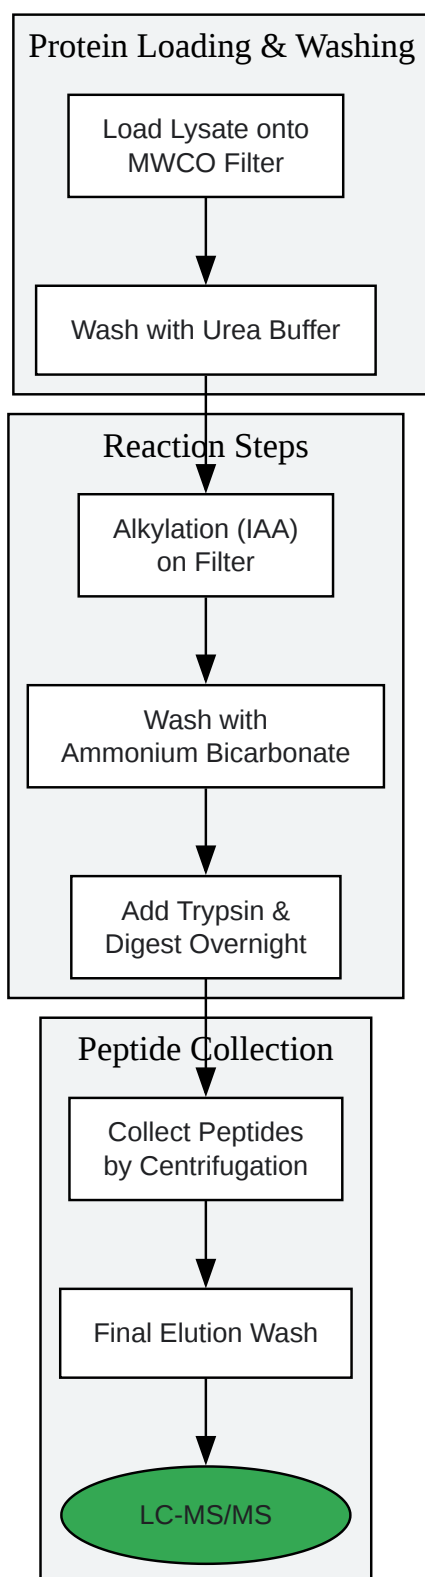 Protein Loading & Washing
Load Lysate onto
MWCO Filter
Wash with Urea Buffer
Reaction Steps
Alkylation (IAA)
on Filter
Wash with
Ammonium Bicarbonate
Add Trypsin &
Digest Overnight
Peptide Collection
Collect Peptides
by Centrifugation
Final Elution Wash
LC-MS/MS